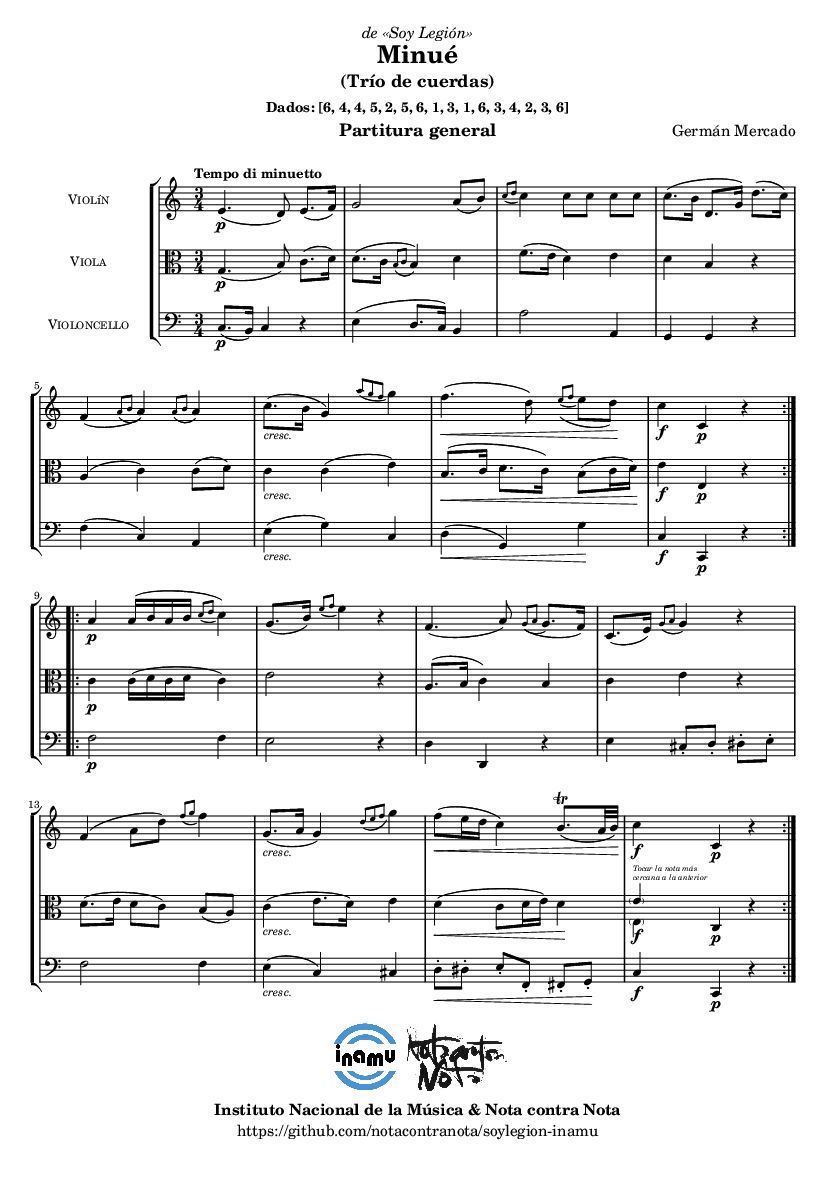 de «Soy Legión»
Minué
(Trío de cuerdas)
Dados: [6, 4, 4, 5, 2, 5, 6, 1, 3, 1, 6, 3, 4, 2, 3, 6]
Partitura general
Germán Mercado
Tempo di minuetto
Violín
p
Viola
p
Violoncello
p
5
cresc.
f p
cresc.
f p
cresc.
f p
9
p
p
p
13
tr
cresc.
f p
Tocar la nota más
cercana a la anterior
cresc.
f p
cresc.
f p
inamu
Nota contra
Nota
Instituto Nacional de la Música & Nota contra Nota
https://github.com/notacontranota/soylegion-inamu